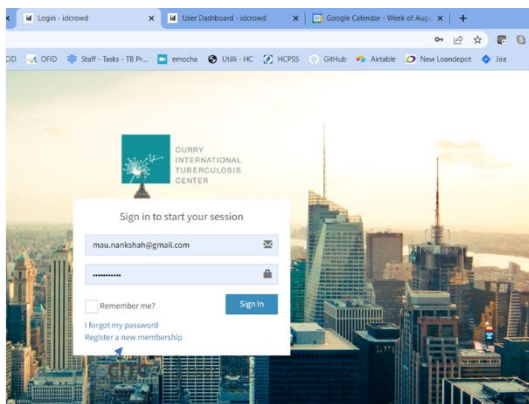 Login - idcrowd
User Dashboard - idcrowd
Google Calendar - Week of Aug
CID
OFID
Staff - Tasks - TB Pr...
emocha
Utilli - HC
HCPSS
GitHub
Airtable
New Loandepot
Jira
CURRY
INTERNATIONAL
TUBERCULOSIS
CENTER
Sign in to start your session
mau.nankshah@gmail.com
Remember me?
Sign In
I forgot my password
Register a new membership
CITC